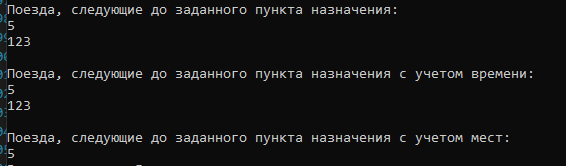 Поезда, следующие до заданного пункта назначения:
5
123
Поезда, следующие до заданного пункта назначения с учетом времени:
5
123
Поезда, следующие до заданного пункта назначения с учетом мест:
5